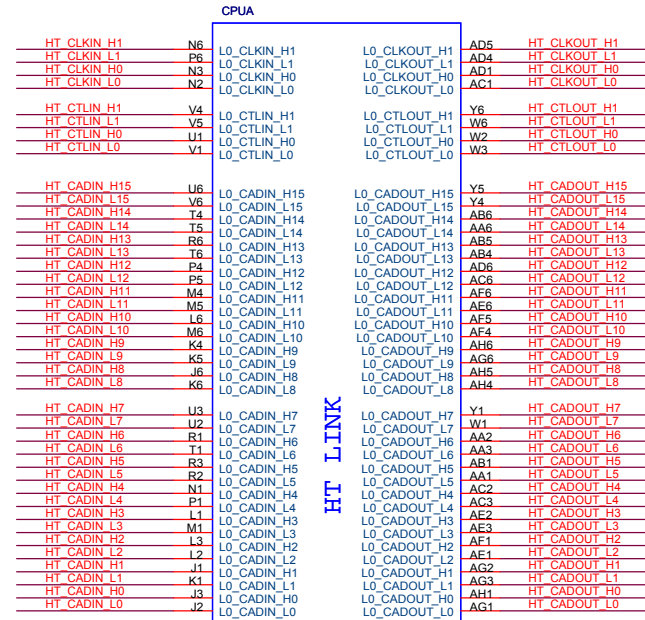 CPUA
HT_CLKIN_H1 N6 L0_CLKIN_H1 L0_CLKOUT_H1 AD5 HT_CLKOUT_H1
HT_CLKIN_L1 P6 L0_CLKIN_L1 L0_CLKOUT_L1 AD4 HT_CLKOUT_L1
HT_CLKIN_H0 N3 L0_CLKIN_H0 L0_CLKOUT_H0 AD1 HT_CLKOUT_H0
HT_CLKIN_L0 N2 L0_CLKIN_L0 L0_CLKOUT_L0 AC1 HT_CLKOUT_L0
HT_CTLIN_H1 V4 L0_CTLIN_H1 L0_CTLOUT_H1 Y6 HT_CTLOUT_H1
HT_CTLIN_L1 V5 L0_CTLIN_L1 L0_CTLOUT_L1 W6 HT_CTLOUT_L1
HT_CTLIN_H0 U1 L0_CTLIN_H0 L0_CTLOUT_H0 W2 HT_CTLOUT_H0
HT_CTLIN_L0 V1 L0_CTLIN_L0 L0_CTLOUT_L0 W3 HT_CTLOUT_L0
HT_CADIN_H15 U6 L0_CADIN_H15 L0_CADOUT_H15 Y5 HT_CADOUT_H15
HT_CADIN_L15 V6 L0_CADIN_L15 L0_CADOUT_L15 Y4 HT_CADOUT_L15
HT_CADIN_H14 T4 L0_CADIN_H14 L0_CADOUT_H14 AB6 HT_CADOUT_H14
HT_CADIN_L14 T5 L0_CADIN_L14 L0_CADOUT_L14 AA6 HT_CADOUT_L14
HT_CADIN_H13 R6 L0_CADIN_H13 L0_CADOUT_H13 AB5 HT_CADOUT_H13
HT_CADIN_L13 T6 L0_CADIN_L13 L0_CADOUT_L13 AB4 HT_CADOUT_L13
HT_CADIN_H12 P4 L0_CADIN_H12 L0_CADOUT_H12 AD6 HT_CADOUT_H12
HT_CADIN_L12 P5 L0_CADIN_L12 L0_CADOUT_L12 AC6 HT_CADOUT_L12
HT_CADIN_H11 M4 L0_CADIN_H11 L0_CADOUT_H11 AF6 HT_CADOUT_H11
HT_CADIN_L11 M5 L0_CADIN_L11 L0_CADOUT_L11 AE6 HT_CADOUT_L11
HT_CADIN_H10 L6 L0_CADIN_H10 L0_CADOUT_H10 AF5 HT_CADOUT_H10
HT_CADIN_L10 M6 L0_CADIN_L10 L0_CADOUT_L10 AF4 HT_CADOUT_L10
HT_CADIN_H9 K4 L0_CADIN_H9 L0_CADOUT_H9 AH6 HT_CADOUT_H9
HT_CADIN_L9 K5 L0_CADIN_L9 L0_CADOUT_L9 AG6 HT_CADOUT_L9
HT_CADIN_H8 J6 L0_CADIN_H8 L0_CADOUT_H8 AH5 HT_CADOUT_H8
HT_CADIN_L8 K6 L0_CADIN_L8 L0_CADOUT_L8 AH4 HT_CADOUT_L8
HT LINK
HT_CADIN_H7 U3 L0_CADIN_H7 L0_CADOUT_H7 Y1 HT_CADOUT_H7
HT_CADIN_L7 U2 L0_CADIN_L7 L0_CADOUT_L7 W1 HT_CADOUT_L7
HT_CADIN_H6 R1 L0_CADIN_H6 L0_CADOUT_H6 AA2 HT_CADOUT_H6
HT_CADIN_L6 T1 L0_CADIN_L6 L0_CADOUT_L6 AA3 HT_CADOUT_L6
HT_CADIN_H5 R3 L0_CADIN_H5 L0_CADOUT_H5 AB1 HT_CADOUT_H5
HT_CADIN_L5 R2 L0_CADIN_L5 L0_CADOUT_L5 AA1 HT_CADOUT_L5
HT_CADIN_H4 N1 L0_CADIN_H4 L0_CADOUT_H4 AC2 HT_CADOUT_H4
HT_CADIN_L4 P1 L0_CADIN_L4 L0_CADOUT_L4 AC3 HT_CADOUT_L4
HT_CADIN_H3 L1 L0_CADIN_H3 L0_CADOUT_H3 AE2 HT_CADOUT_H3
HT_CADIN_L3 M1 L0_CADIN_L3 L0_CADOUT_L3 AE3 HT_CADOUT_L3
HT_CADIN_H2 L3 L0_CADIN_H2 L0_CADOUT_H2 AF1 HT_CADOUT_H2
HT_CADIN_L2 L2 L0_CADIN_L2 L0_CADOUT_L2 AE1 HT_CADOUT_L2
HT_CADIN_H1 J1 L0_CADIN_H1 L0_CADOUT_H1 AG2 HT_CADOUT_H1
HT_CADIN_L1 K1 L0_CADIN_L1 L0_CADOUT_L1 AG3 HT_CADOUT_L1
HT_CADIN_H0 J3 L0_CADIN_H0 L0_CADOUT_H0 AH1 HT_CADOUT_H0
HT_CADIN_L0 J2 L0_CADIN_L0 L0_CADOUT_L0 AG1 HT_CADOUT_L0